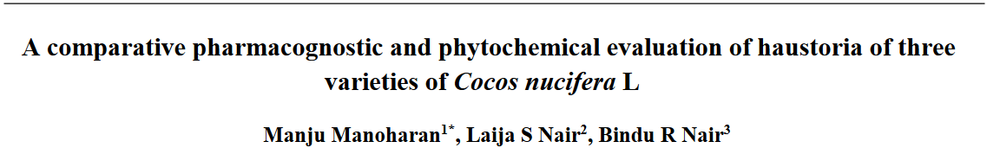 A comparative pharmacognostic and phytochemical evaluation of haustoria of three
varieties of Cocos nucifera L
Manju Manoharan1*, Laija S Nair2, Bindu R Nair3